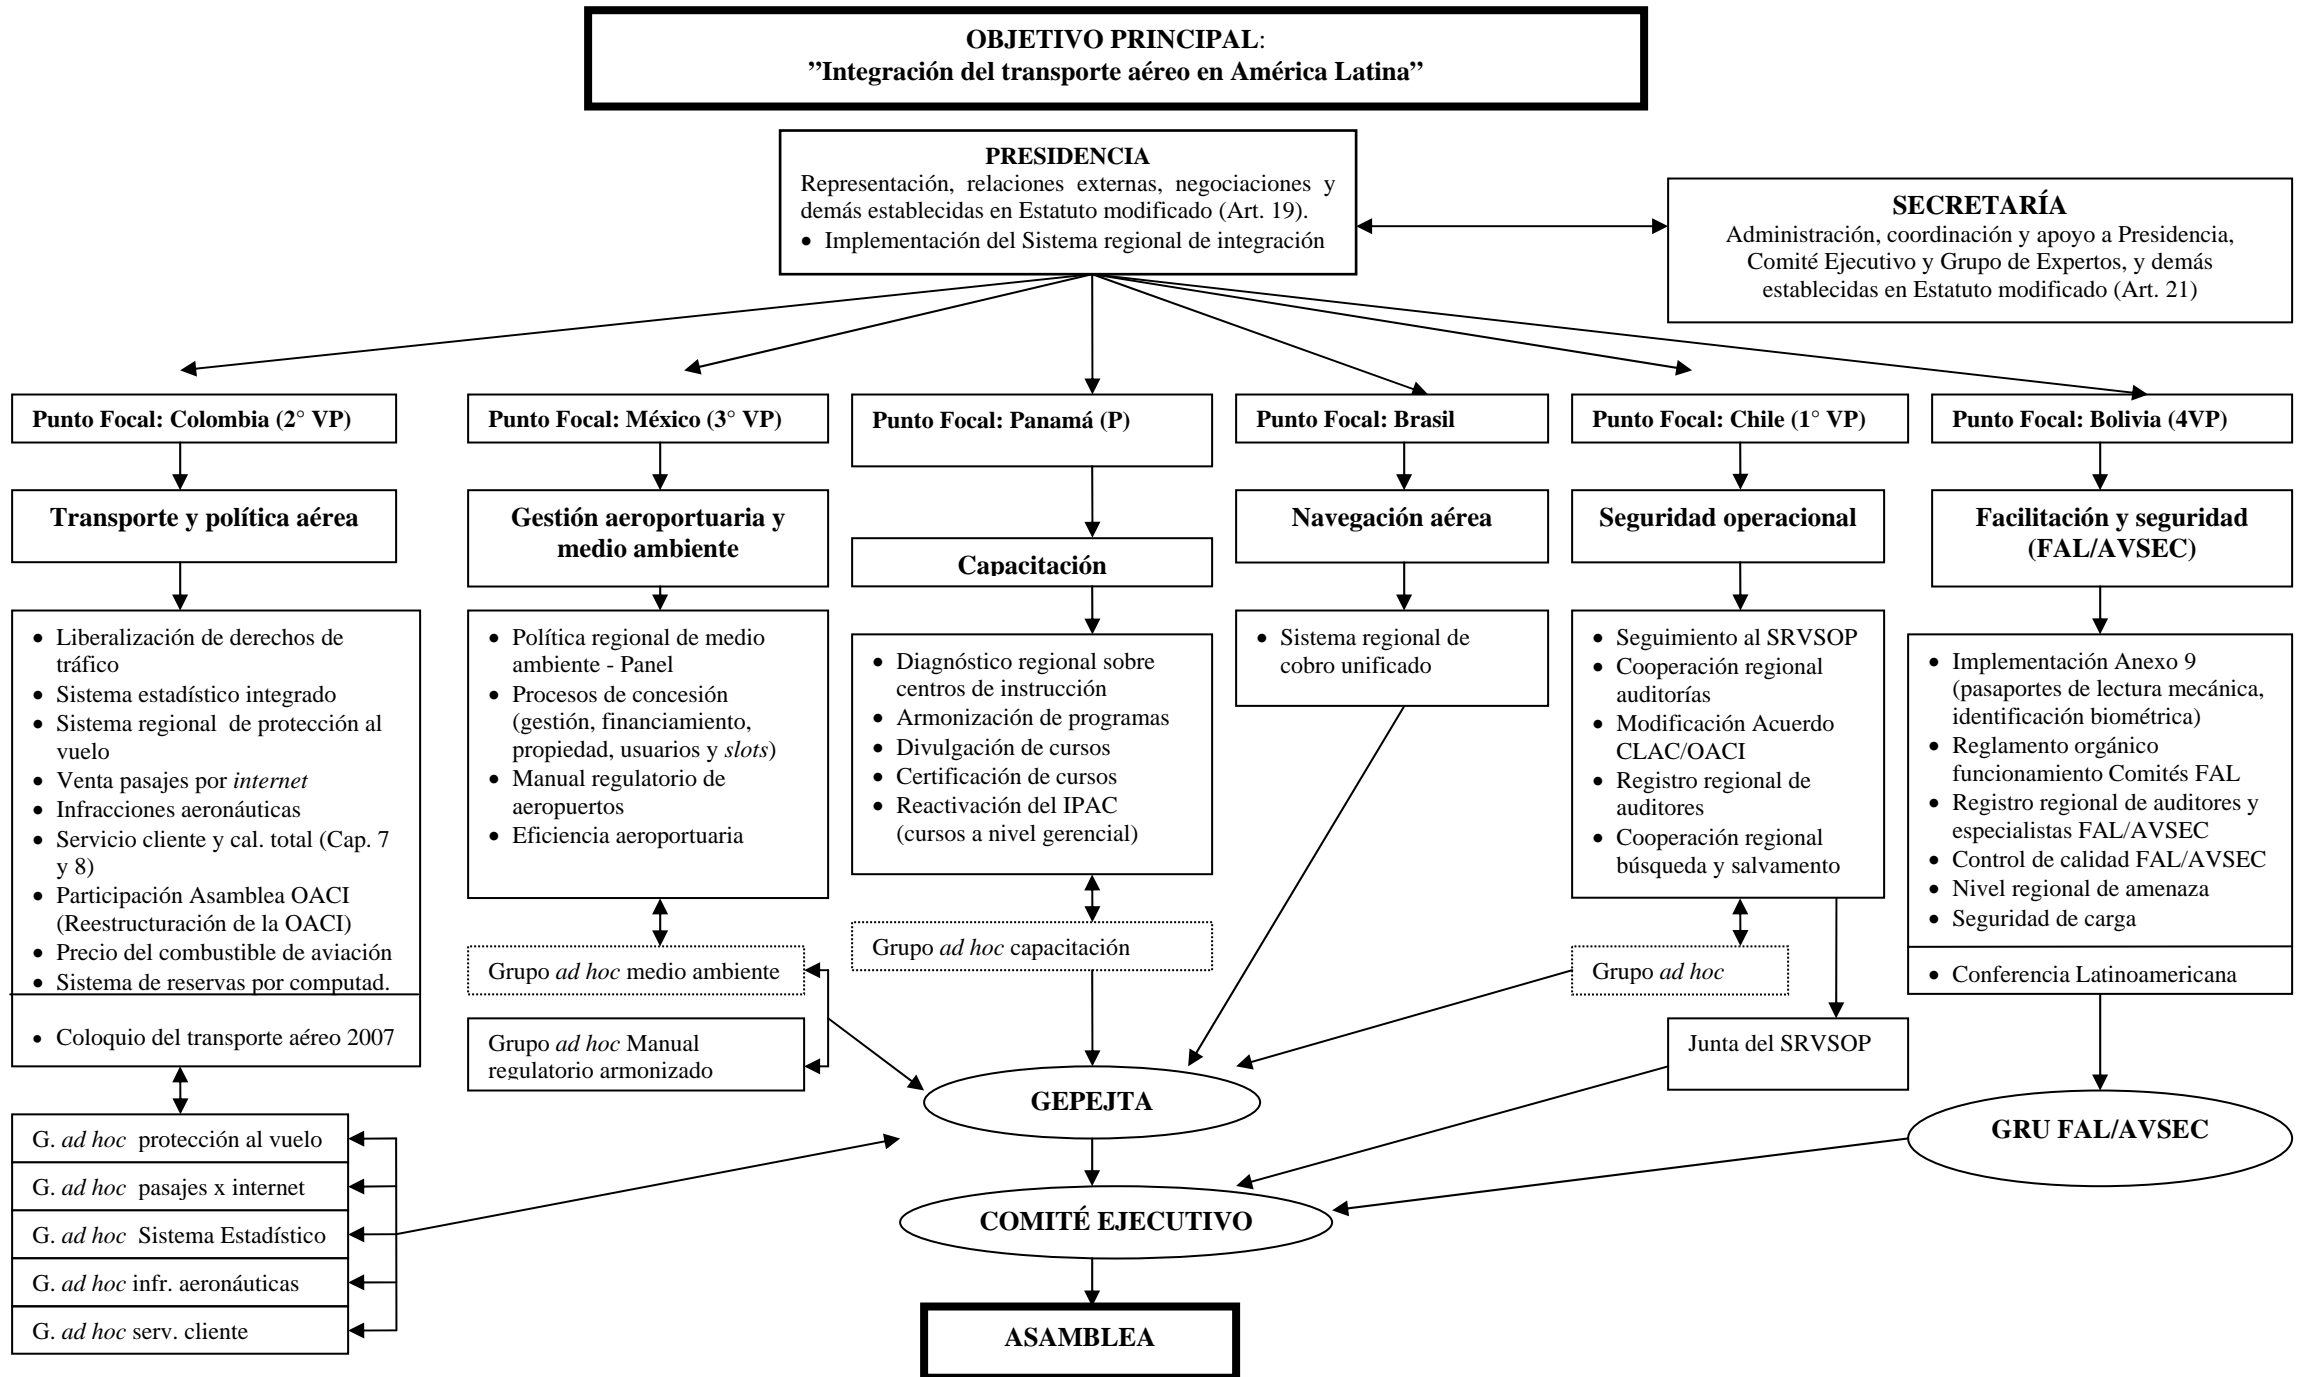 OBJETIVO PRINCIPAL:
”Integración del transporte aéreo en América Latina”
PRESIDENCIA
Representación, relaciones externas, negociaciones y
demás establecidas en Estatuto modificado (Art. 19).
• Implementación del Sistema regional de integración
SECRETARÍA
Administración, coordinación y apoyo a Presidencia,
Comité Ejecutivo y Grupo de Expertos, y demás
establecidas en Estatuto modificado (Art. 21)
Punto Focal: Colombia (2° VP)
Punto Focal: México (3° VP)
Punto Focal: Panamá (P)
Punto Focal: Brasil
Punto Focal: Chile (1° VP)
Punto Focal: Bolivia (4VP)
Transporte y política aérea
Gestión aeroportuaria y
medio ambiente
Capacitación
Navegación aérea
Seguridad operacional
Facilitación y seguridad
(FAL/AVSEC)
• Liberalización de derechos de
tráfico
• Sistema estadístico integrado
• Sistema regional de protección al
vuelo
• Venta pasajes por internet
• Infracciones aeronáuticas
• Servicio cliente y cal. total (Cap. 7
y 8)
• Participación Asamblea OACI
(Reestructuración de la OACI)
• Precio del combustible de aviación
• Sistema de reservas por computad.
• Coloquio del transporte aéreo 2007
• Política regional de medio
ambiente - Panel
• Procesos de concesión
(gestión, financiamiento,
propiedad, usuarios y slots)
• Manual regulatorio de
aeropuertos
• Eficiencia aeroportuaria
• Diagnóstico regional sobre
centros de instrucción
• Armonización de programas
• Divulgación de cursos
• Certificación de cursos
• Reactivación del IPAC
(cursos a nivel gerencial)
• Sistema regional de
cobro unificado
• Seguimiento al SRVSOP
• Cooperación regional
auditorías
• Modificación Acuerdo
CLAC/OACI
• Registro regional de
auditores
• Cooperación regional
búsqueda y salvamento
• Implementación Anexo 9
(pasaportes de lectura mecánica,
identificación biométrica)
• Reglamento orgánico
funcionamiento Comités FAL
• Registro regional de auditores y
especialistas FAL/AVSEC
• Control de calidad FAL/AVSEC
• Nivel regional de amenaza
• Seguridad de carga
• Conferencia Latinoamericana
Grupo ad hoc medio ambiente
Grupo ad hoc Manual
regulatorio armonizado
Grupo ad hoc capacitación
Grupo ad hoc
Junta del SRVSOP
G. ad hoc protección al vuelo
G. ad hoc pasajes x internet
G. ad hoc Sistema Estadístico
G. ad hoc infr. aeronáuticas
G. ad hoc serv. cliente
GEPEJTA
GRU FAL/AVSEC
COMITÉ EJECUTIVO
ASAMBLEA